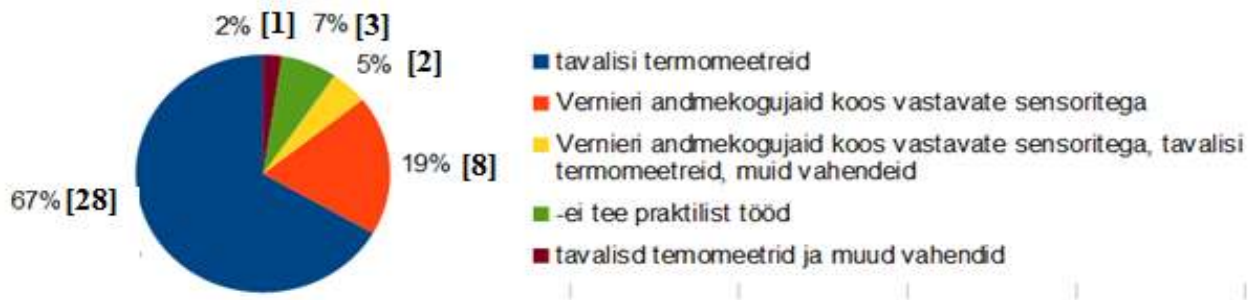 2% [1] 7% [3]
5% [2]
19% [8]
67% [28]
tavalisi termomeetreid
Vernieri andmekogujaid koos vastavate sensoritega
Vernieri andmekogujaid koos vastavate sensoritega, tavalisi
termomeetreid, muid vahendeid
-ei tee praktilist tööd
tavalisd temomeetrid ja muud vahendid